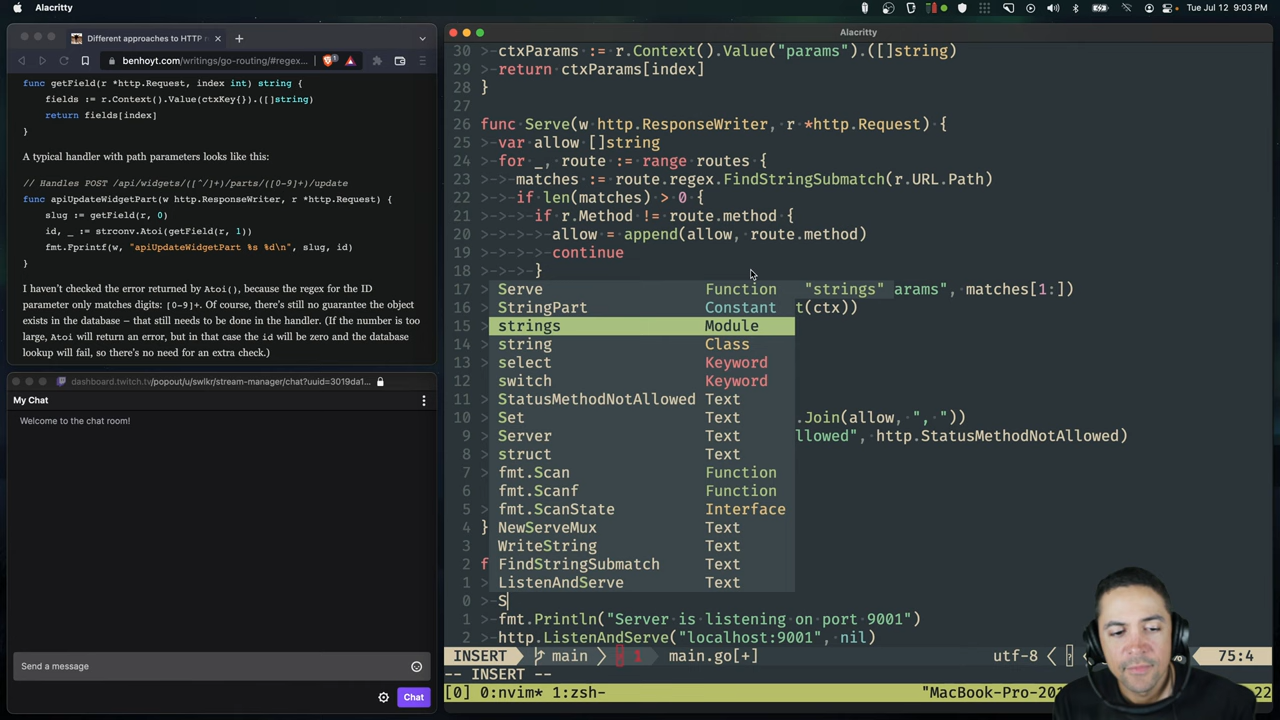 Alacritty
Tue Jul 12 9:03 PM
Different approaches to HTTP r
benhoyt.com/writings/go-routing/#regex...
func getField(r *http.Request, index int) string {
fields := r.Context().Value(ctxKey{}).([]string)
return fields[index]
}
A typical handler with path parameters looks like this:
// Handles POST /api/widgets/([^/]+)/parts/([0-9]+)/update
func apiUpdateWidgetPart(w http.ResponseWriter, r *http.Request) {
slug := getField(r, 0)
id, _ := strconv.Atoi(getField(r, 1))
fmt.Fprintf(w, "apiUpdateWidgetPart %s %d\n", slug, id)
}
I haven't checked the error returned by Atoi(), because the regex for the ID
parameter only matches digits: [0-9]+. Of course, there's still no guarantee the object
exists in the database – that still needs to be done in the handler. (If the number is too
large, Atoi will return an error, but in that case the id will be zero and the database
lookup will fail, so there's no need for an extra check.)
dashboard.twitch.tv/popout/u/swlkr/stream-manager/chat?uuid=3019da1...
My Chat
Welcome to the chat room!
Send a message
Chat
Alacritty
30 >-ctxParams := r.Context().Value("params").([]string)
29 >-return ctxParams[index]
28 }
27
26 func Serve(w http.ResponseWriter, r *http.Request) {
25 >-var allow []string
24 >-for _, route := range routes {
23 >->-matches := route.regex.FindStringSubmatch(r.URL.Path)
22 >->-if len(matches) > 0 {
21 >->->-if r.Method != route.method {
20 >->->->-allow = append(allow, route.method)
19 >->->->-continue
18 >->->-}
17 > Serve Function "strings" arams", matches[1:])
16 > StringPart Constant t(ctx))
15 > strings Module
14 > string Class
13 > select Keyword
12 > switch Keyword
11 > StatusMethodNotAllowed Text
10 > Set Text .Join(allow, ", "))
9 > Server Text llowed", http.StatusMethodNotAllowed)
8 > struct Text
7 > fmt.Scan Function
6 > fmt.Scanf Function
5 > fmt.ScanState Interface
4 } NewServeMux Text
3 WriteString Text
2 f FindStringSubmatch Text
1 > ListenAndServe Text
0 >-S
1 >-fmt.Println("Server is listening on port 9001")
2 >-http.ListenAndServe("localhost:9001", nil)
INSERT main 1 main.go[+] utf-8 75:4
-- INSERT --
[0] 0:nvim* 1:zsh- "MacBook-Pro-201 22